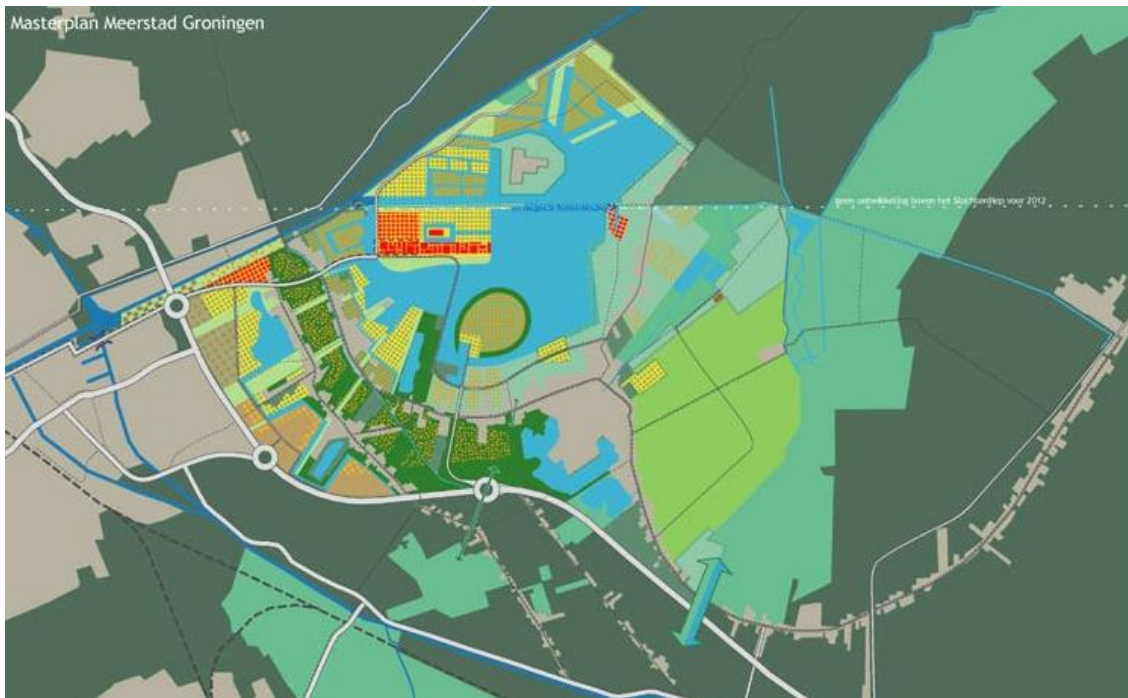 Masterplan Meerstad Groningen
geen ontwikkeling boven het Slochterdiep voor 2012